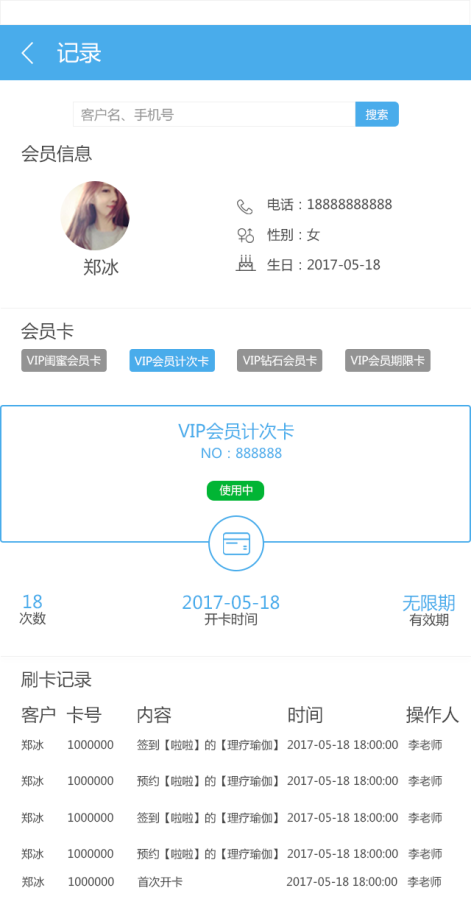 记录
客户名、手机号 搜索
会员信息
电话：18888888888
性别：女
生日：2017-05-18
郑冰
会员卡
VIP闺蜜会员卡 VIP会员计次卡 VIP钻石会员卡 VIP会员期限卡
VIP会员计次卡
NO：888888
使用中
18 2017-05-18 无限期
次数 开卡时间 有效期
刷卡记录
客户 卡号 内容 时间 操作人
郑冰 1000000 签到【啦啦】的【理疗瑜伽】 2017-05-18 18:00:00 李老师
郑冰 1000000 预约【啦啦】的【理疗瑜伽】 2017-05-18 18:00:00 李老师
郑冰 1000000 签到【啦啦】的【理疗瑜伽】 2017-05-18 18:00:00 李老师
郑冰 1000000 预约【啦啦】的【理疗瑜伽】 2017-05-18 18:00:00 李老师
郑冰 1000000 首次开卡 2017-05-18 18:00:00 李老师